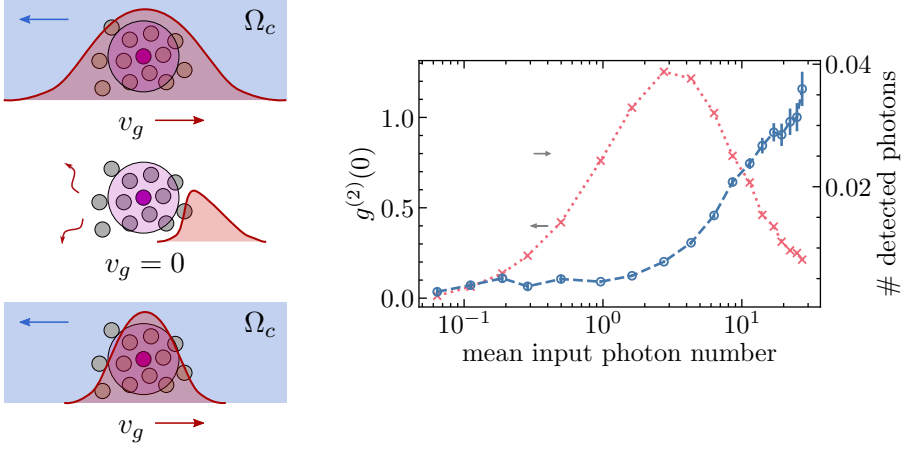 Ω_c
v_g
v_g = 0
Ω_c
v_g
g^(2)(0)
1.0
0.5
0.0
0.04
0.02
# detected photons
10^−1
10^0
10^1
mean input photon number